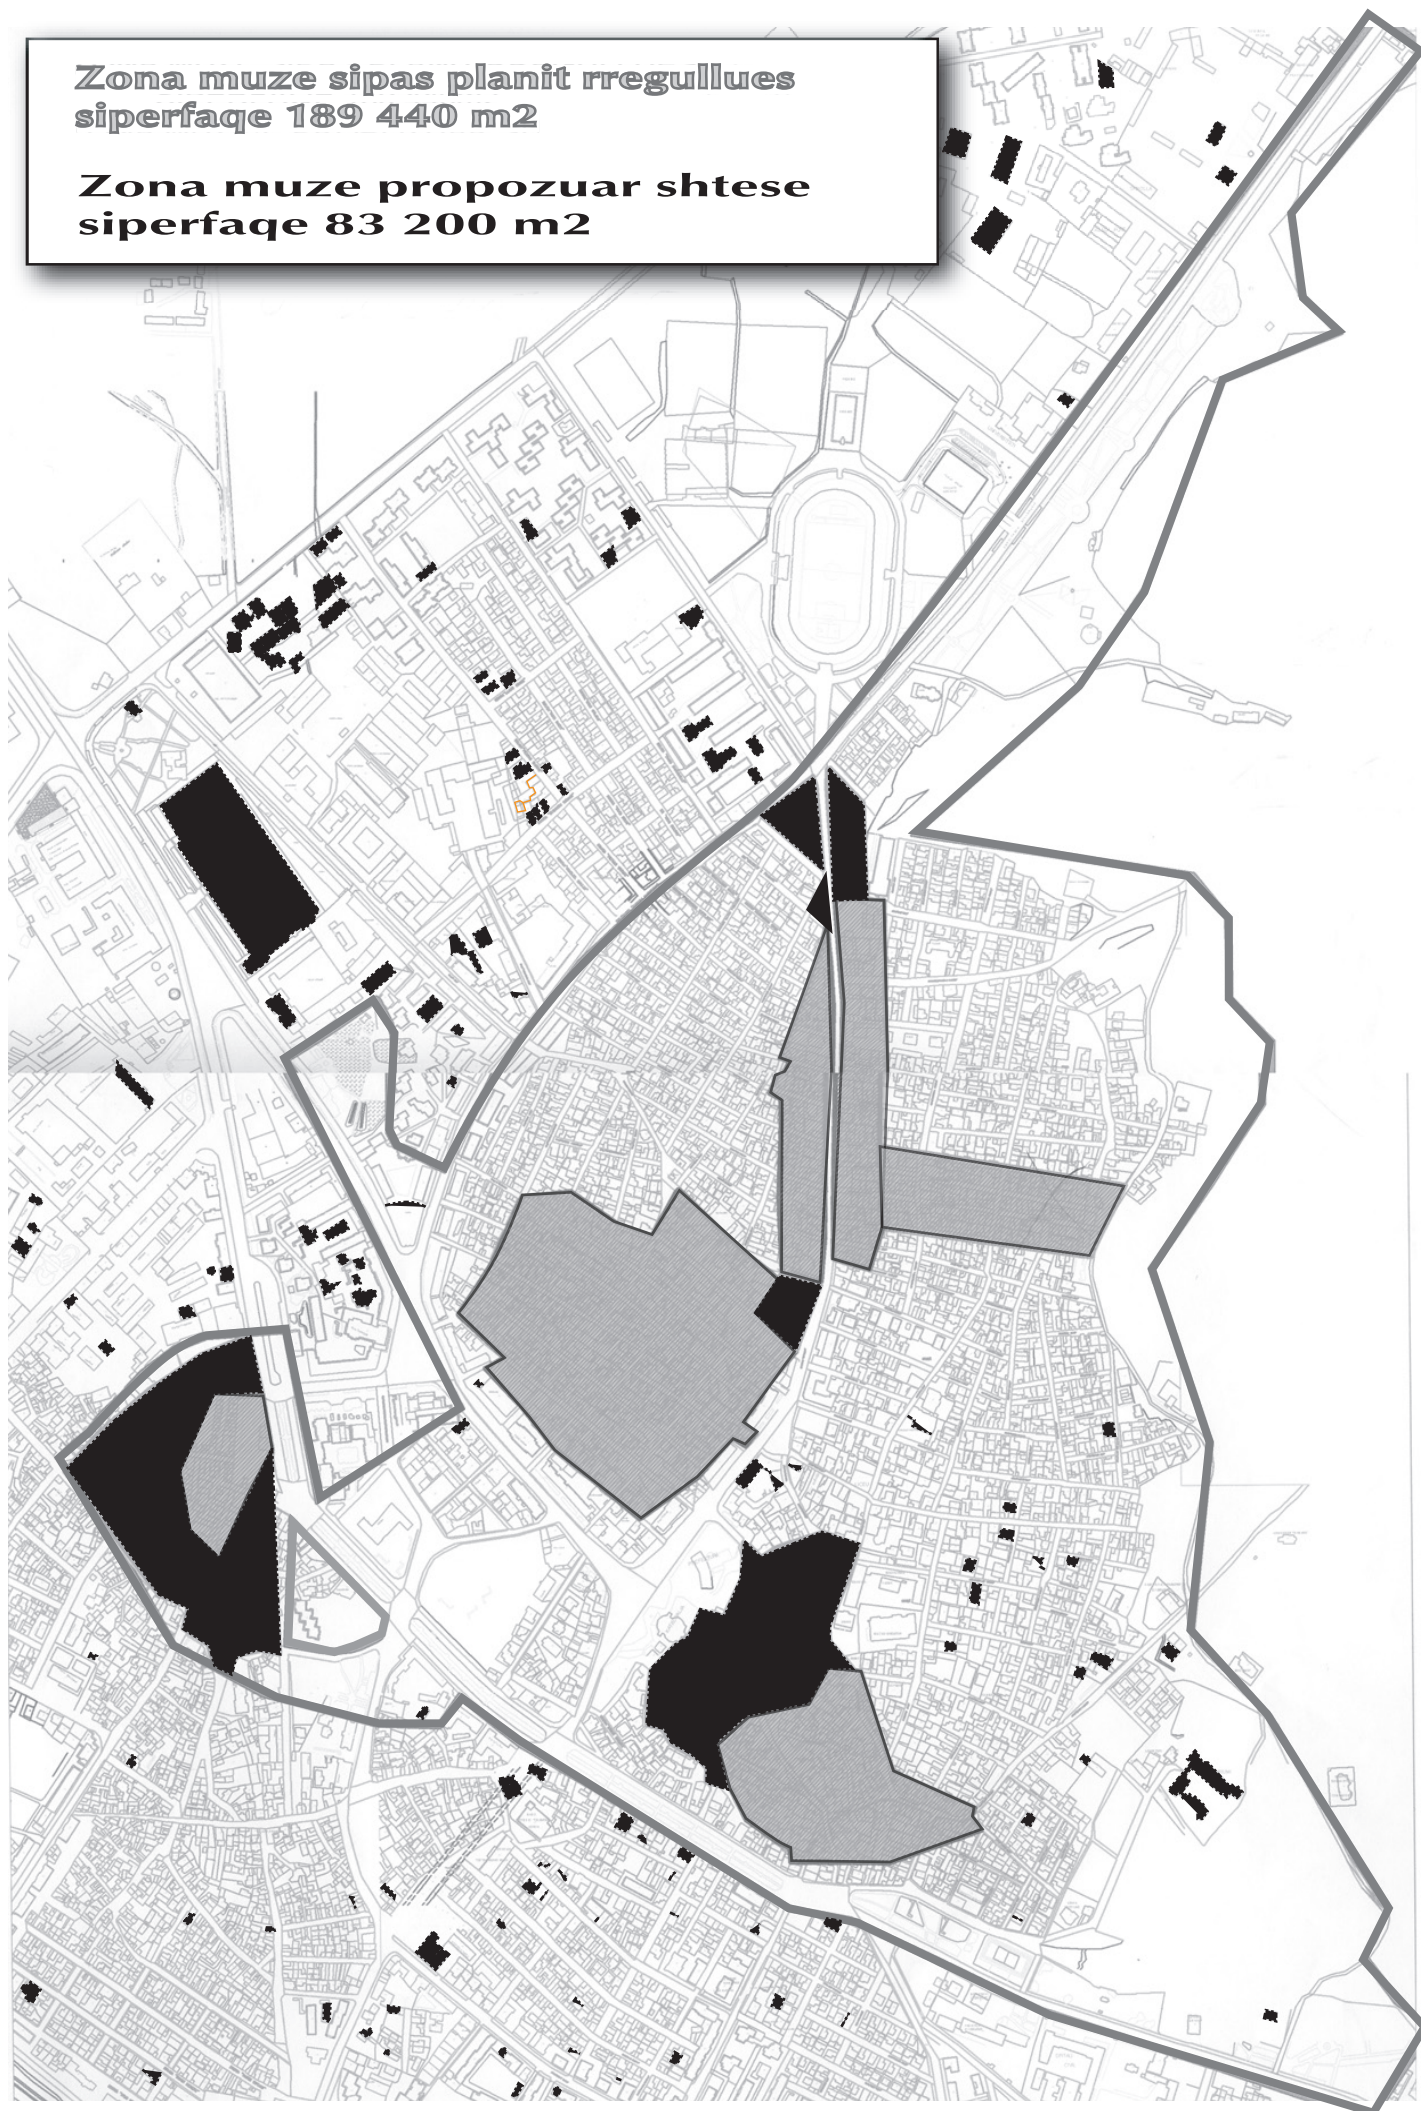 Zona muze sipas planit rregullues
siperfaqe 189 440 m2
Zona muze propozuar shtese
siperfaqe 83 200 m2